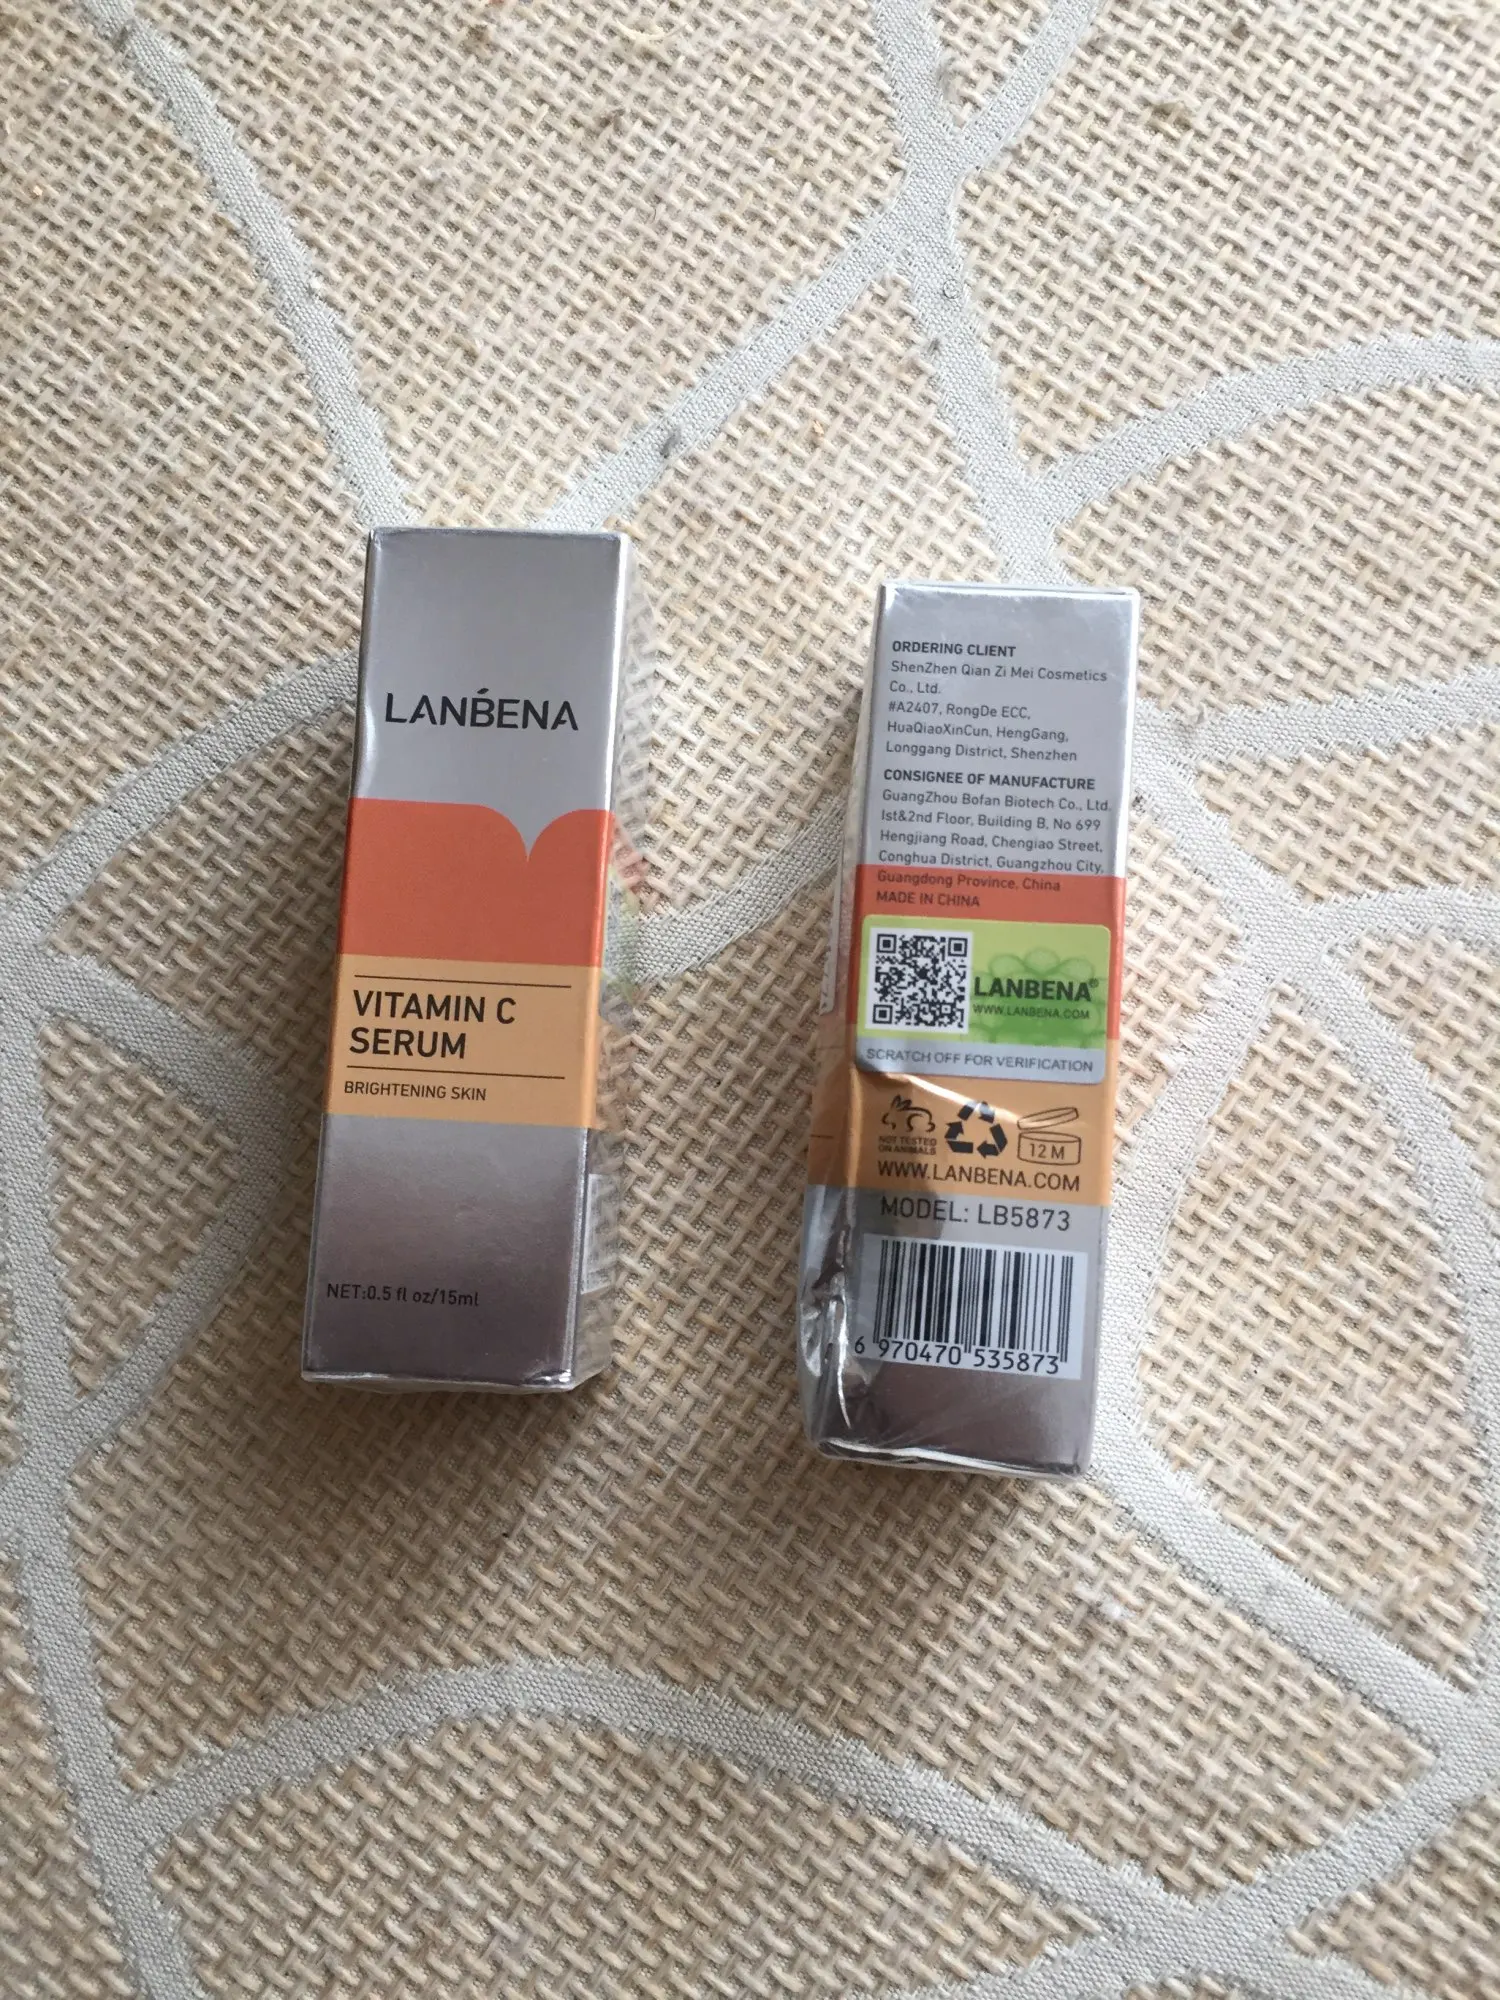 LANBENA
VITAMIN C
SERUM
BRIGHTENING SKIN
NET:0.5 fl oz/15ml
ORDERING CLIENT
ShenZhen Qian Zi Mei Cosmetics
Co., Ltd.
#A2407, RongDe ECC,
HuaQiaoXinCun, HengGang,
Longgang District, Shenzhen
CONSIGNEE OF MANUFACTURE
GuangZhou Bofan Biotech Co., Ltd.
1st&2nd Floor, Building B, No 699
Hengjiang Road, Chengiao Street,
Conghua District, Guangzhou City,
Guangdong Province, China
MADE IN CHINA
LANBENA®
WWW.LANBENA.COM
SCRATCH OFF FOR VERIFICATION
NOT TESTED
ON ANIMALS
12 M
WWW.LANBENA.COM
MODEL: LB5873
6 970470 535873